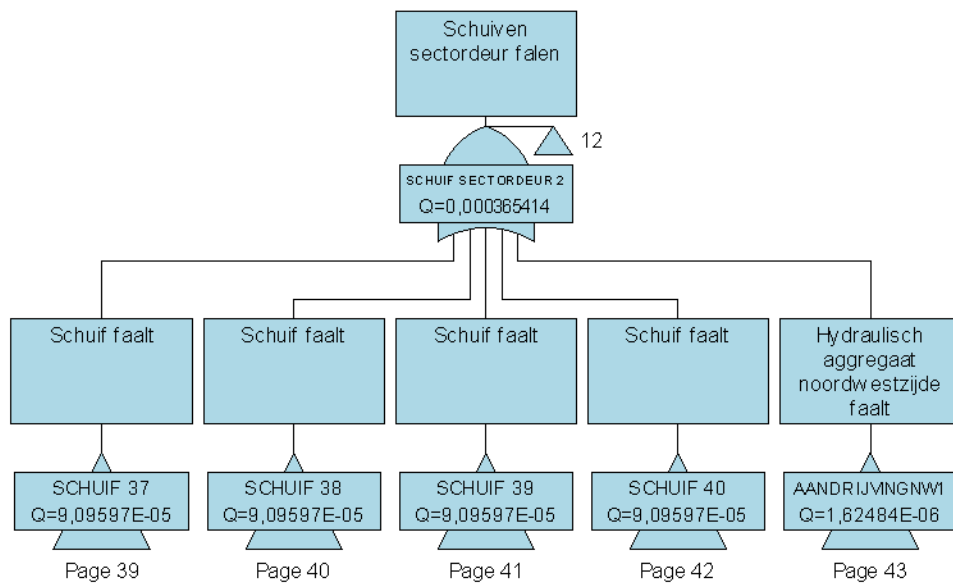 Schuiven
sectordeur falen
12
SCHUIF SECTORDEUR 2
Q=0,000365414
Schuif faalt
Schuif faalt
Schuif faalt
Schuif faalt
Hydraulisch
aggregaat
noordwestzijde
faalt
SCHUIF 37
Q=9,09597E-05
SCHUIF 38
Q=9,09597E-05
SCHUIF 39
Q=9,09597E-05
SCHUIF 40
Q=9,09597E-05
AANDRIJVINGNW1
Q=1,62484E-06
Page 39
Page 40
Page 41
Page 42
Page 43